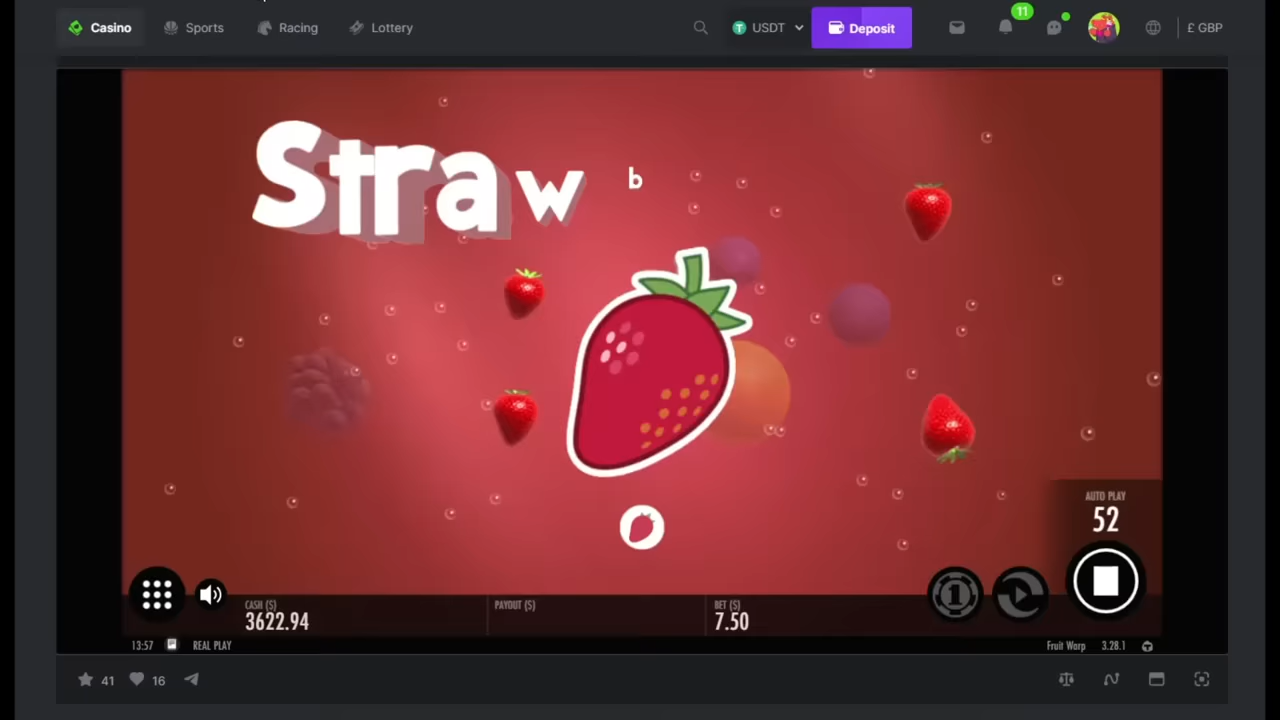 Casino Sports Racing Lottery USDT Deposit 11 £ GBP
Straw b
AUTO PLAY
52
1
CASH ($) PAYOUT ($) BET ($)
3622.94 7.50
13:57 REAL PLAY Fruit Warp 3.28.1
41 16